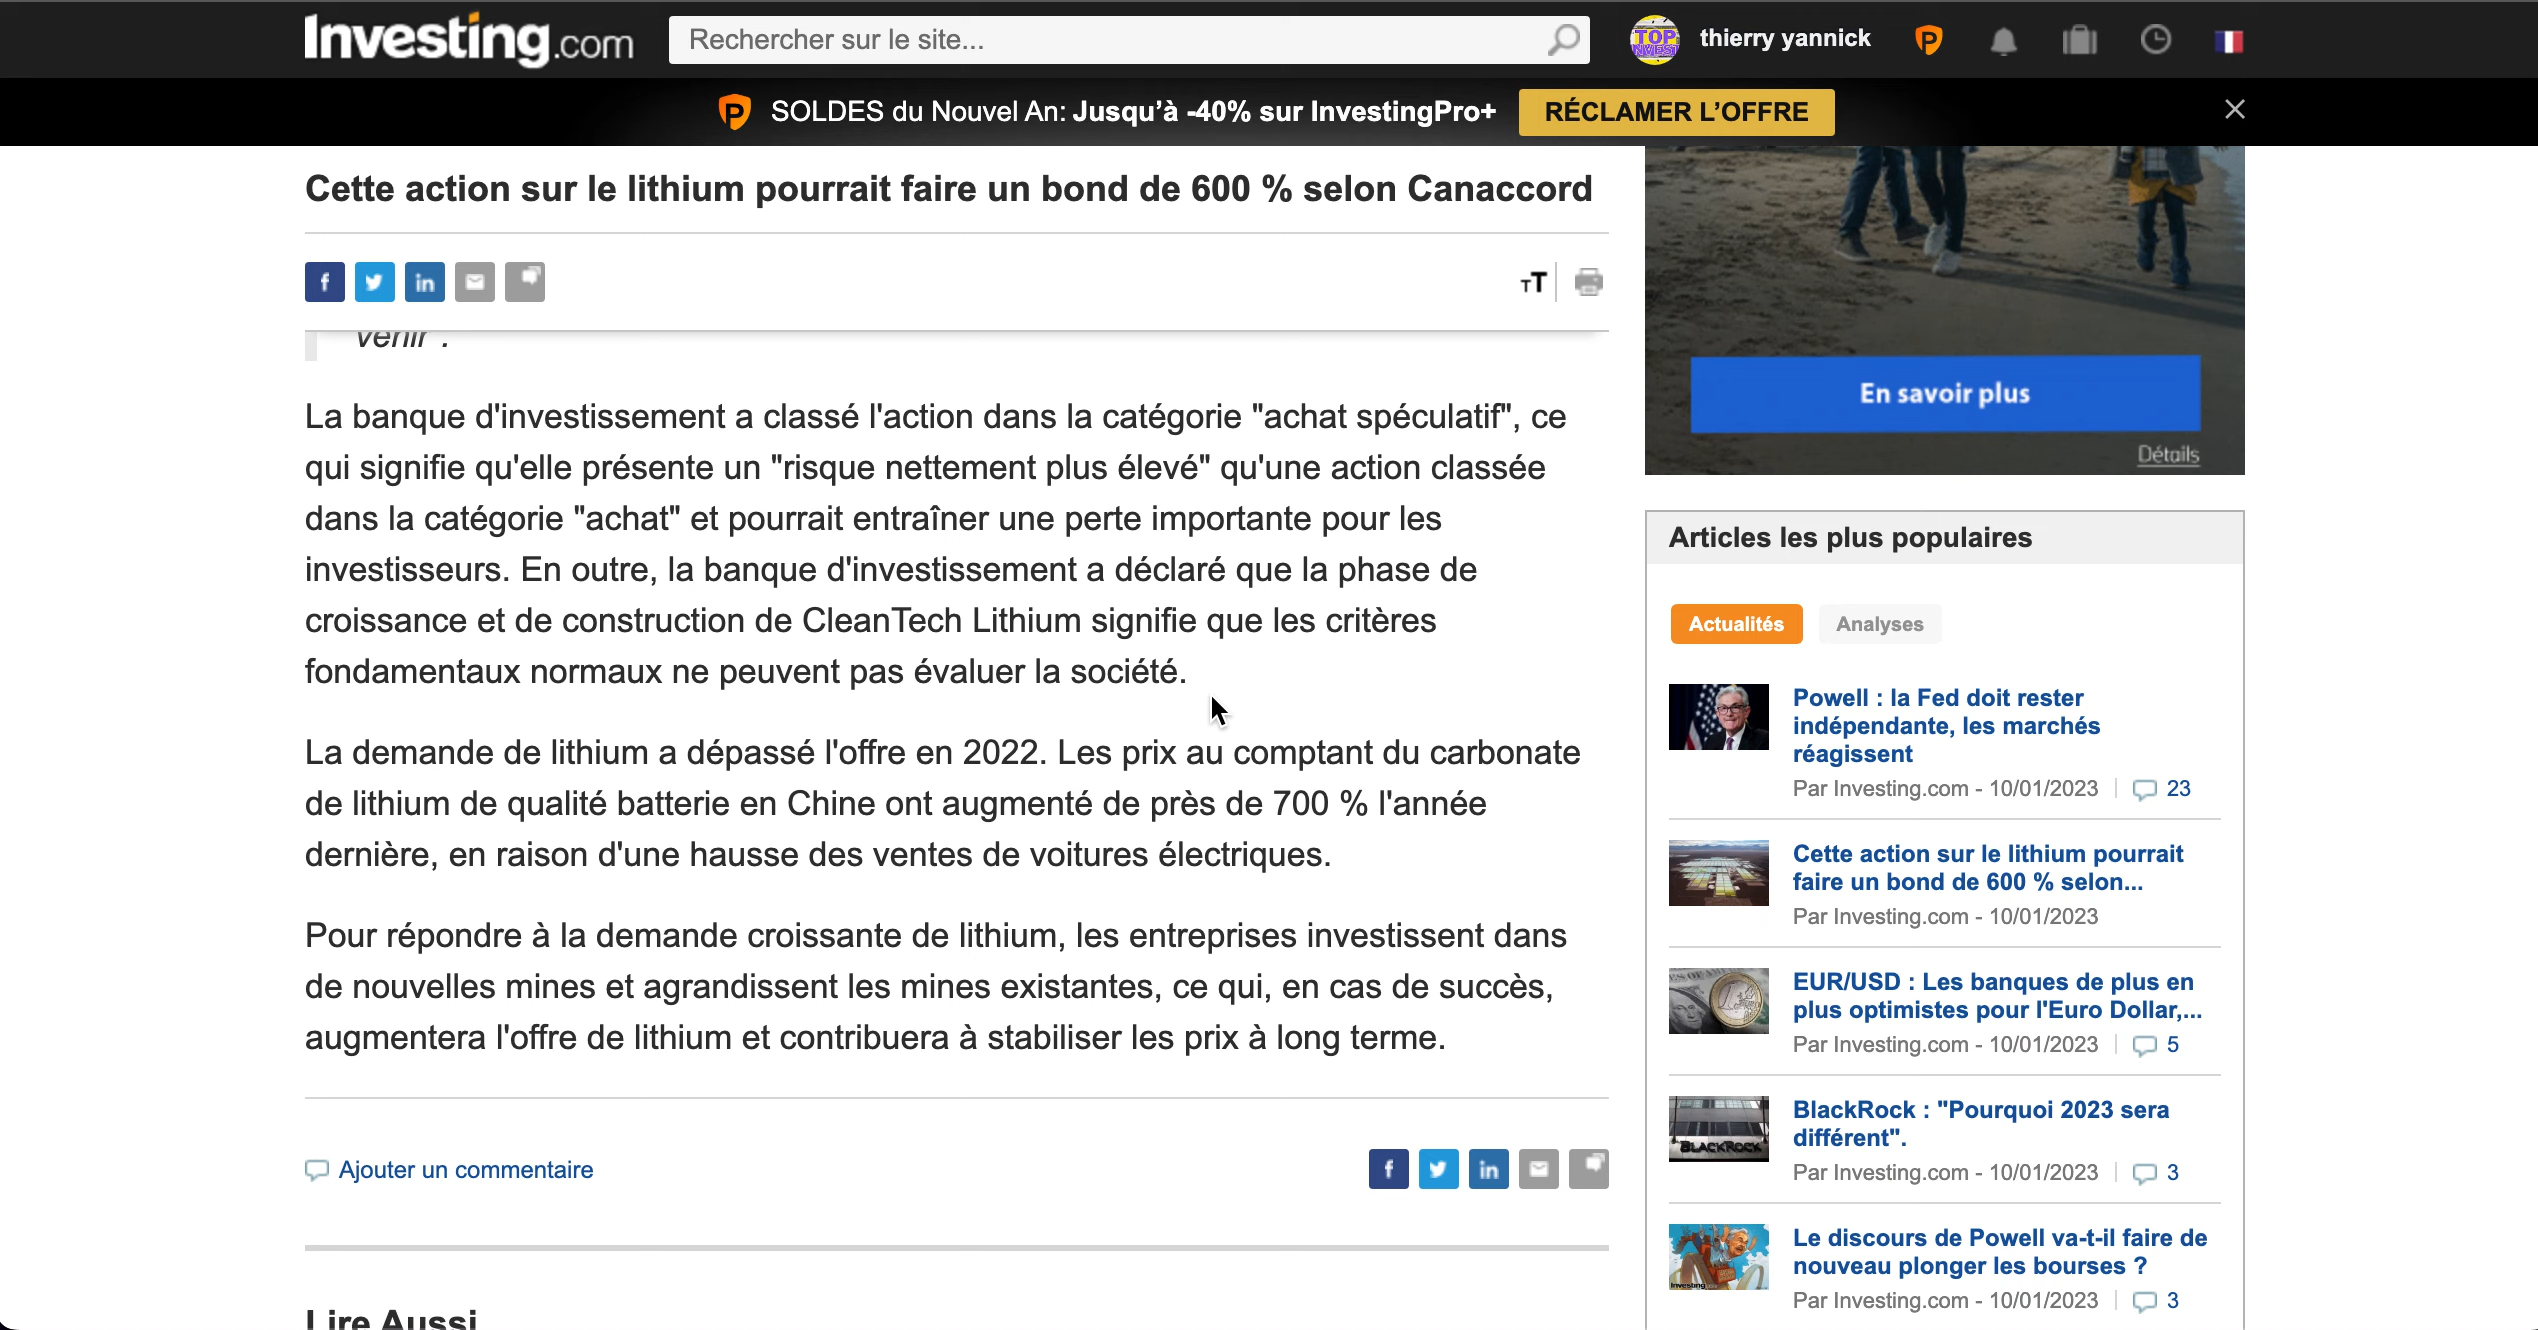 Investing.com
Rechercher sur le site...
TOP
INVEST
thierry yannick
P
P
SOLDES du Nouvel An: Jusqu’à -40% sur InvestingPro+
RÉCLAMER L’OFFRE
Cette action sur le lithium pourrait faire un bond de 600 % selon Canaccord
f
in
TT
venir".
La banque d'investissement a classé l'action dans la catégorie "achat spéculatif", ce
qui signifie qu'elle présente un "risque nettement plus élevé" qu'une action classée
dans la catégorie "achat" et pourrait entraîner une perte importante pour les
investisseurs. En outre, la banque d'investissement a déclaré que la phase de
croissance et de construction de CleanTech Lithium signifie que les critères
fondamentaux normaux ne peuvent pas évaluer la société.
La demande de lithium a dépassé l'offre en 2022. Les prix au comptant du carbonate
de lithium de qualité batterie en Chine ont augmenté de près de 700 % l'année
dernière, en raison d'une hausse des ventes de voitures électriques.
Pour répondre à la demande croissante de lithium, les entreprises investissent dans
de nouvelles mines et agrandissent les mines existantes, ce qui, en cas de succès,
augmentera l'offre de lithium et contribuera à stabiliser les prix à long terme.
Ajouter un commentaire
f
in
Lire Aussi
En savoir plus
Détails
Articles les plus populaires
Actualités
Analyses
Powell : la Fed doit rester
indépendante, les marchés
réagissent
Par Investing.com - 10/01/2023
23
Cette action sur le lithium pourrait
faire un bond de 600 % selon...
Par Investing.com - 10/01/2023
EUR/USD : Les banques de plus en
plus optimistes pour l'Euro Dollar,...
Par Investing.com - 10/01/2023
5
BLACKROCK
BlackRock : "Pourquoi 2023 sera
différent".
Par Investing.com - 10/01/2023
3
Investing
Le discours de Powell va-t-il faire de
nouveau plonger les bourses ?
Par Investing.com - 10/01/2023
3